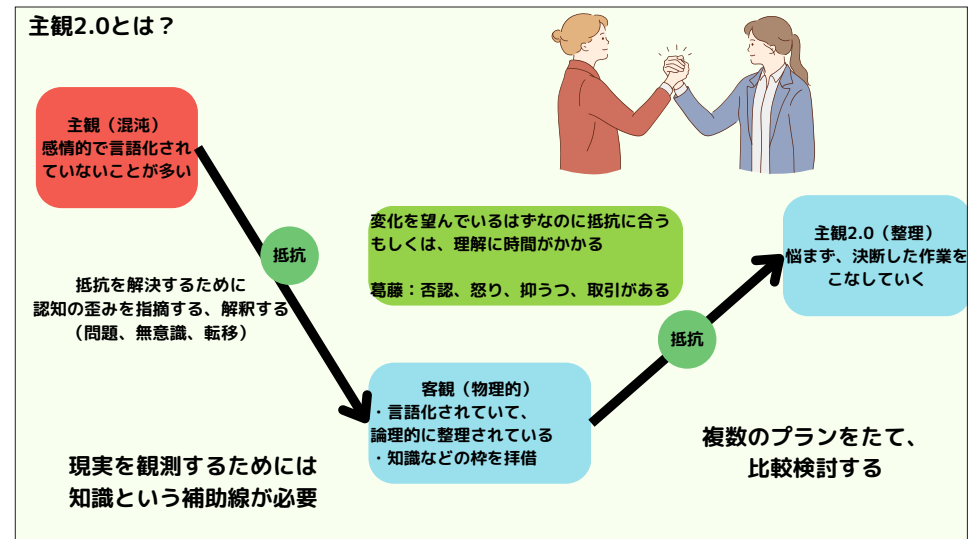 主観2.0とは？
主観（混沌）
感情的で言語化され
ていないことが多い
抵抗
抵抗を解決するために
認知の歪みを指摘する、解釈する
（問題、無意識、転移）
変化を望んでいるはずなのに抵抗に合う
もしくは、理解に時間がかかる
葛藤：否認、怒り、抑うつ、取引がある
主観2.0（整理）
悩まず、決断した作業を
こなしていく
抵抗
客観（物理的）
・言語化されていて、
論理的に整理されている
・知識などの枠を拝借
現実を観測するためには
知識という補助線が必要
複数のプランをたて、
比較検討する